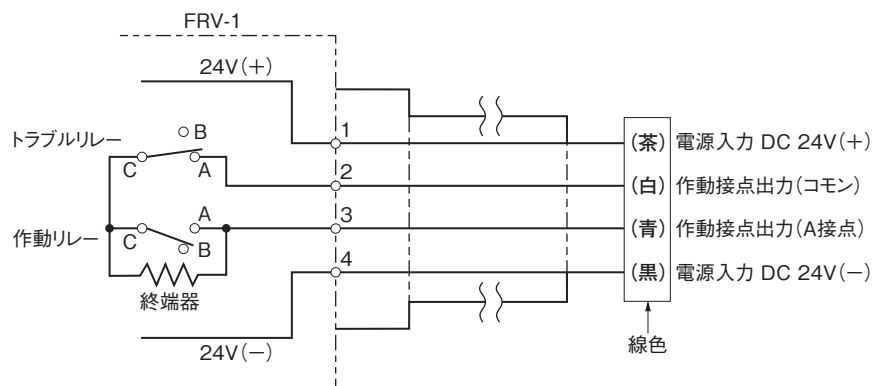 FRV-1
24V(+)
トラブルリレー
B
C
A
1
(茶) 電源入力 DC 24V(+)
2
(白) 作動接点出力(コモン)
作動リレー
C
A
B
3
(青) 作動接点出力(A接点)
4
(黒) 電源入力 DC 24V(−)
終端器
24V(−)
線色